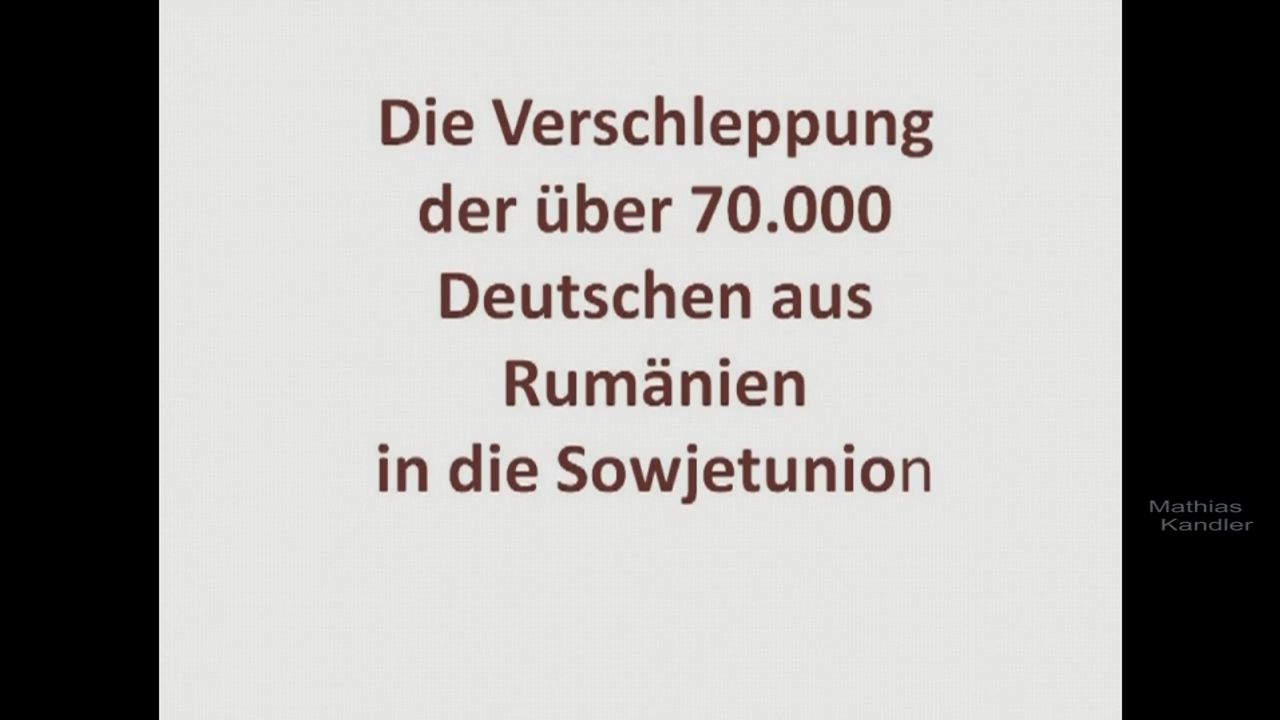 Die Verschleppung
der über 70.000
Deutschen aus
Rumänien
in die Sowjetunion
Mathias
Kandler